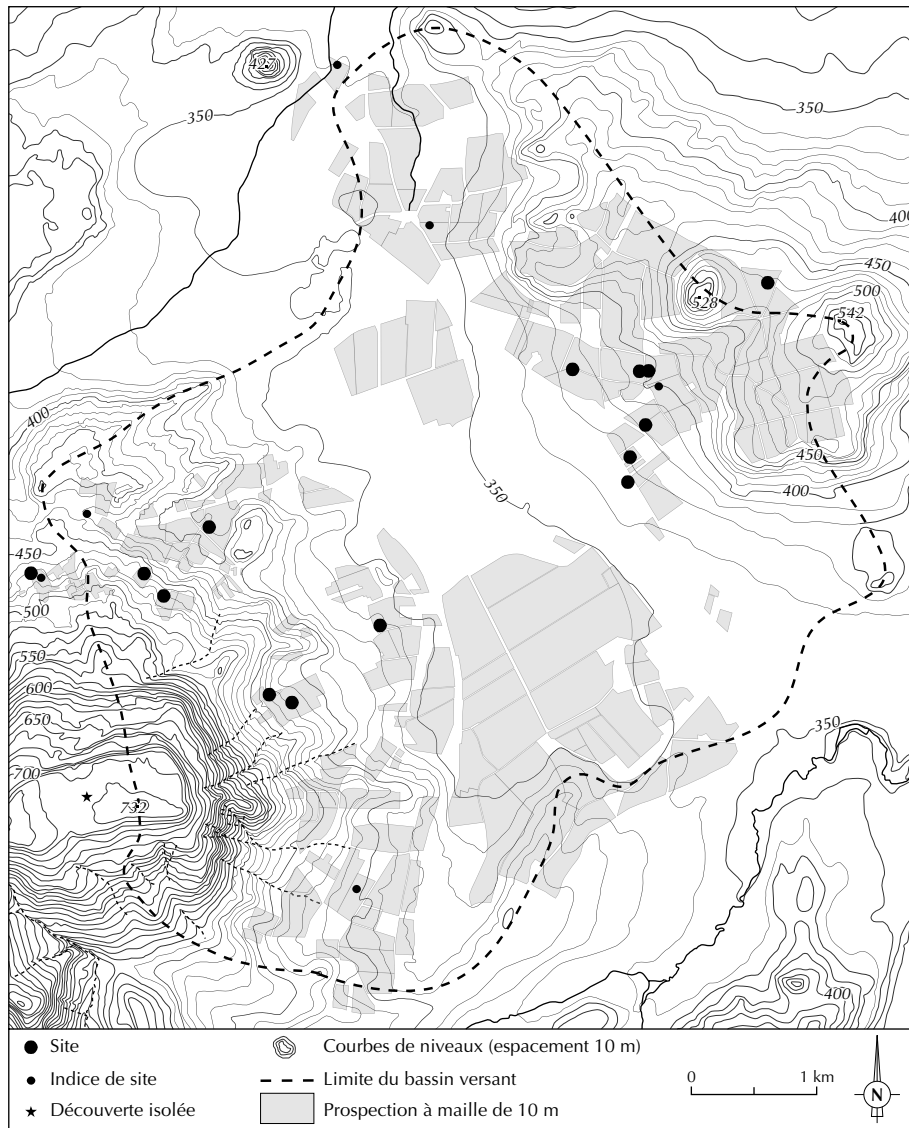 427
350
350
400
450
500
528
542
400
450
400
350
450
500
550
600
650
700
732
350
400
Site
Courbes de niveaux (espacement 10 m)
Indice de site
Limite du bassin versant
0 1 km
N
Découverte isolée
Prospection à maille de 10 m